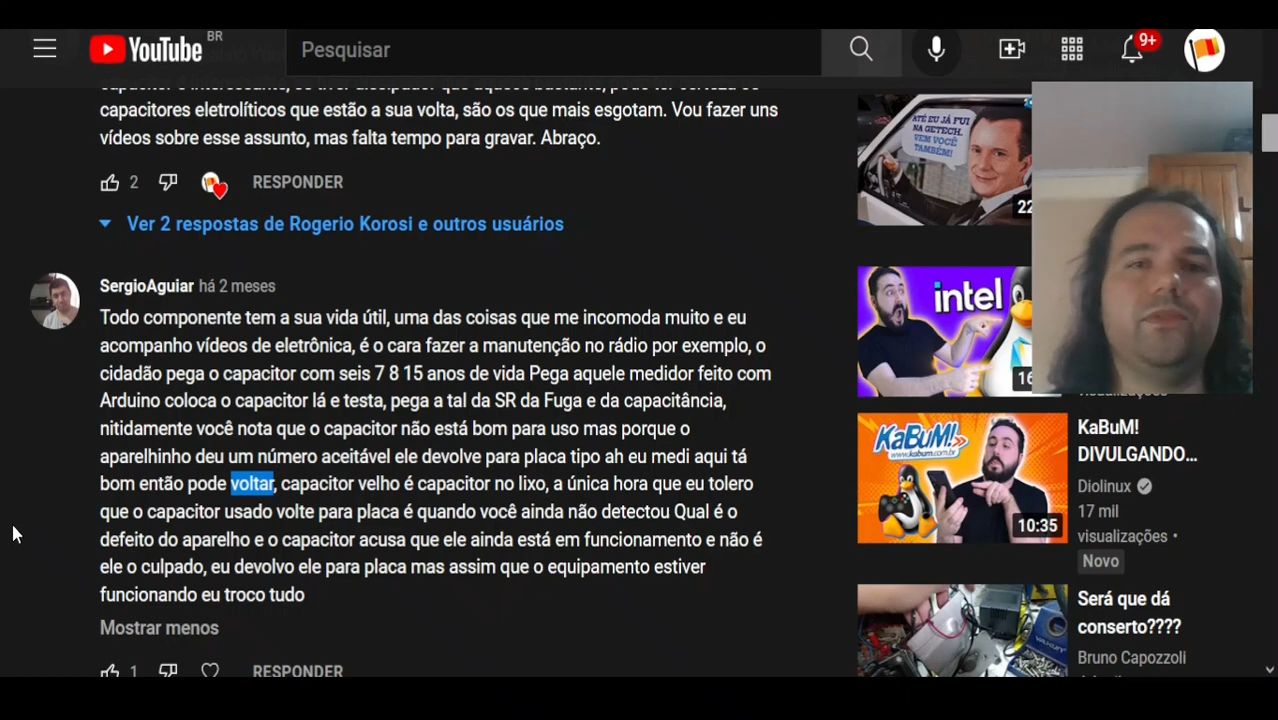 YouTube BR
Pesquisar
9+
capacitores eletrolíticos que estão a sua volta, são os que mais esgotam. Vou fazer uns
vídeos sobre esse assunto, mas falta tempo para gravar. Abraço.
2 RESPONDER
Ver 2 respostas de Rogerio Korosi e outros usuários
SergioAguiar há 2 meses
Todo componente tem a sua vida útil, uma das coisas que me incomoda muito e eu
acompanho vídeos de eletrônica, é o cara fazer a manutenção no rádio por exemplo, o
cidadão pega o capacitor com seis 7 8 15 anos de vida Pega aquele medidor feito com
Arduino coloca o capacitor lá e testa, pega a tal da SR da Fuga e da capacitância,
nitidamente você nota que o capacitor não está bom para uso mas porque o
aparelhinho deu um número aceitável ele devolve para placa tipo ah eu medi aqui tá
bom então pode voltar, capacitor velho é capacitor no lixo, a única hora que eu tolero
que o capacitor usado volte para placa é quando você ainda não detectou Qual é o
defeito do aparelho e o capacitor acusa que ele ainda está em funcionamento e não é
ele o culpado, eu devolvo ele para placa mas assim que o equipamento estiver
funcionando eu troco tudo
Mostrar menos
1 RESPONDER
ATÉ EU JÁ FUI
NA GETECH.
VEM VOCÊ
TAMBÉM!
22
intel
16
visualizações
KaBuM!
www.kabum.com.br
10:35
KaBuM!
DIVULGANDO...
Diolinux
17 mil
visualizações •
Novo
Será que dá
conserto????
Bruno Capozzoli